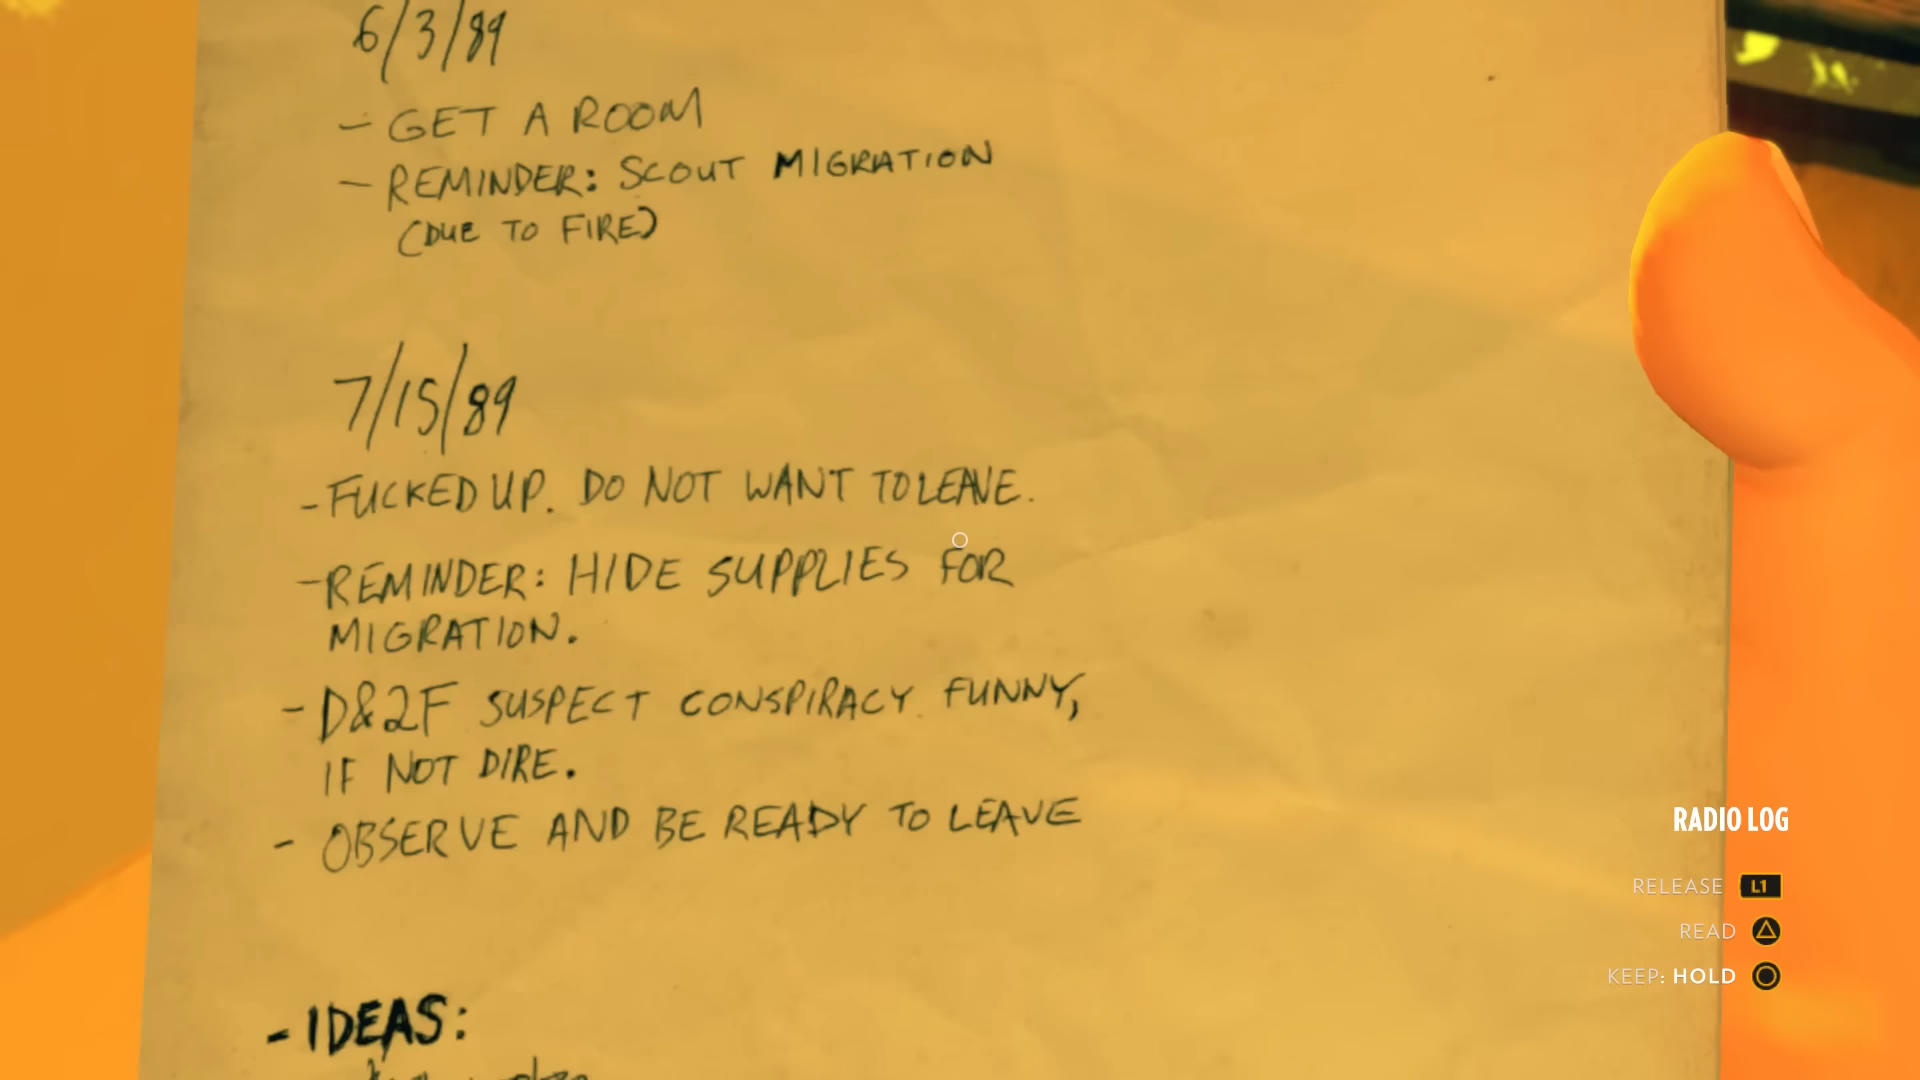 6/3/89
- GET A ROOM
- REMINDER: SCOUT MIGRATION
(DUE TO FIRE)
7/15/89
- FUCKED UP. DO NOT WANT TO LEAVE.
- REMINDER: HIDE SUPPLIES FOR
MIGRATION.
- D&2F SUSPECT CONSPIRACY FUNNY,
IF NOT DIRE.
- OBSERVE AND BE READY TO LEAVE
- IDEAS:
RADIO LOG
RELEASE L1
READ
KEEP: HOLD